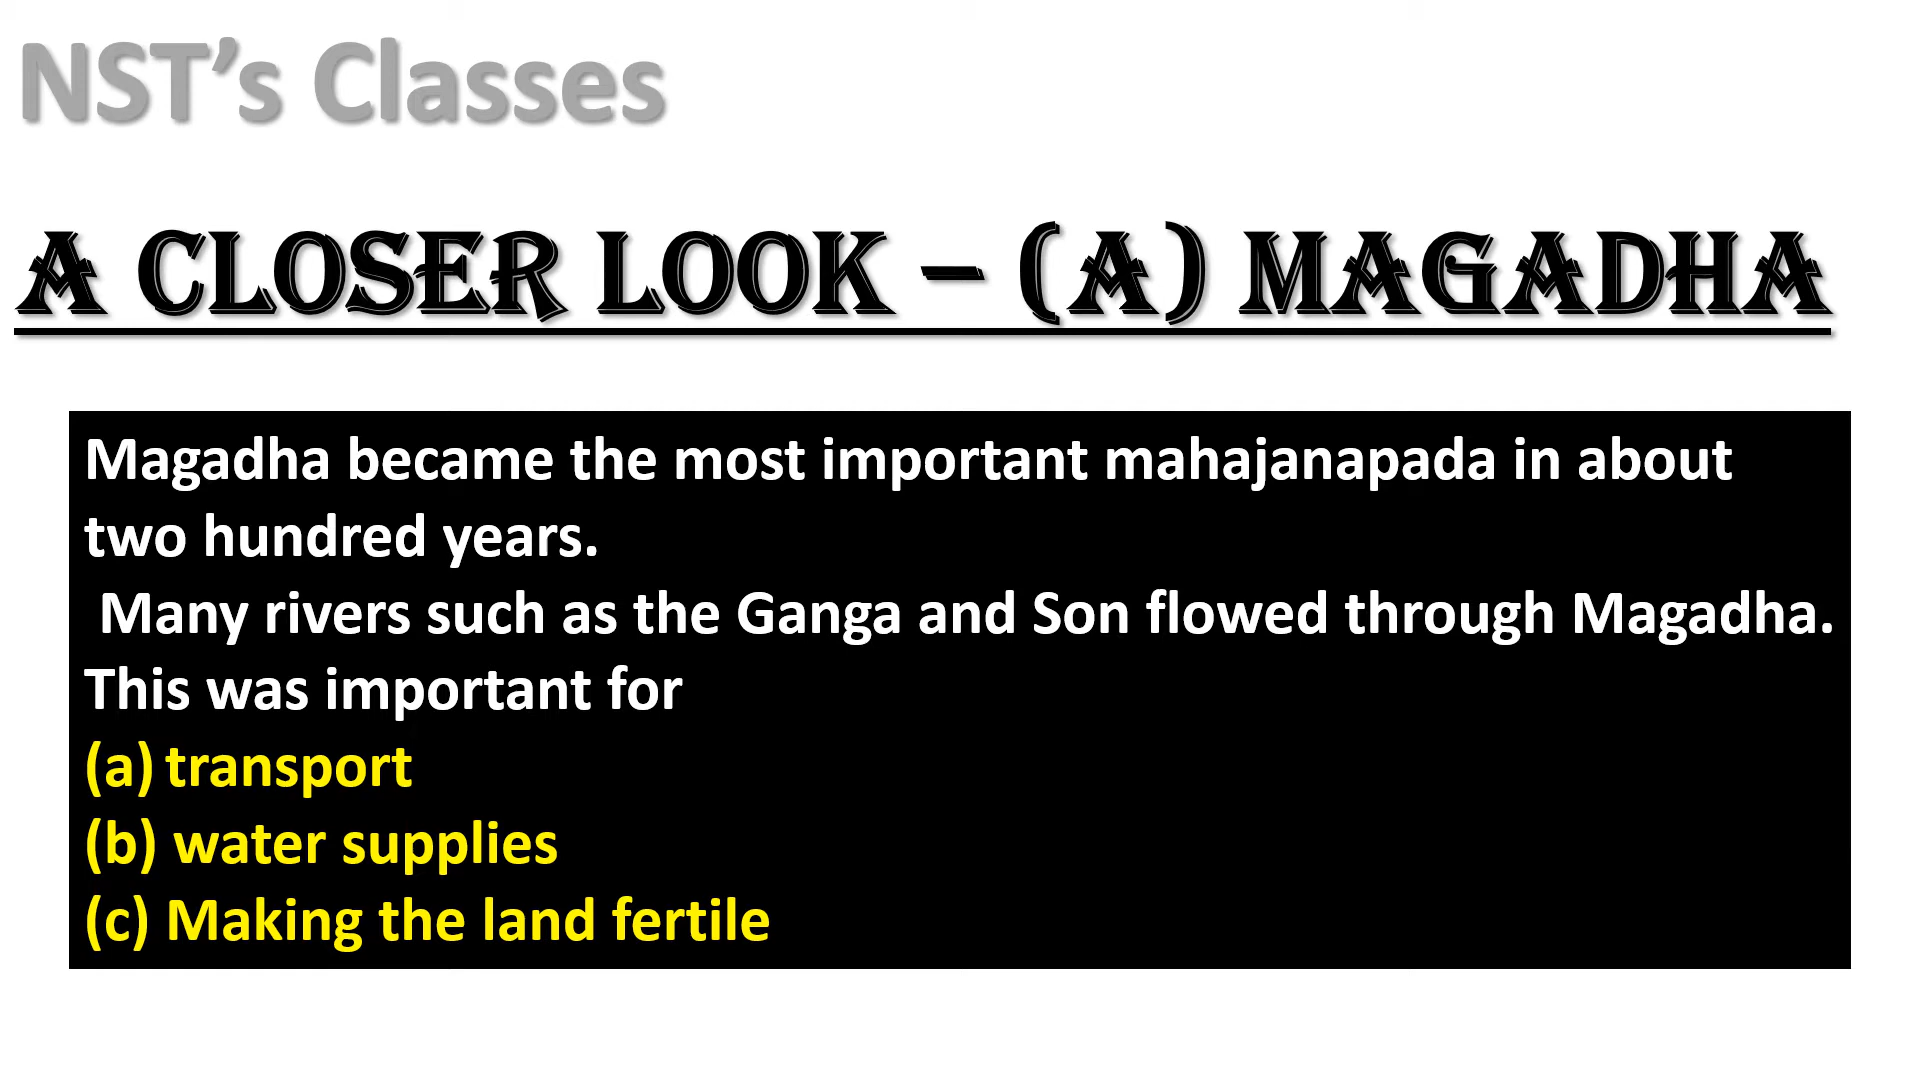 NST’s Classes
A CLOSER LOOK – (A) MAGADHA
Magadha became the most important mahajanapada in about
two hundred years.
Many rivers such as the Ganga and Son flowed through Magadha.
This was important for
(a) transport
(b) water supplies
(c) Making the land fertile